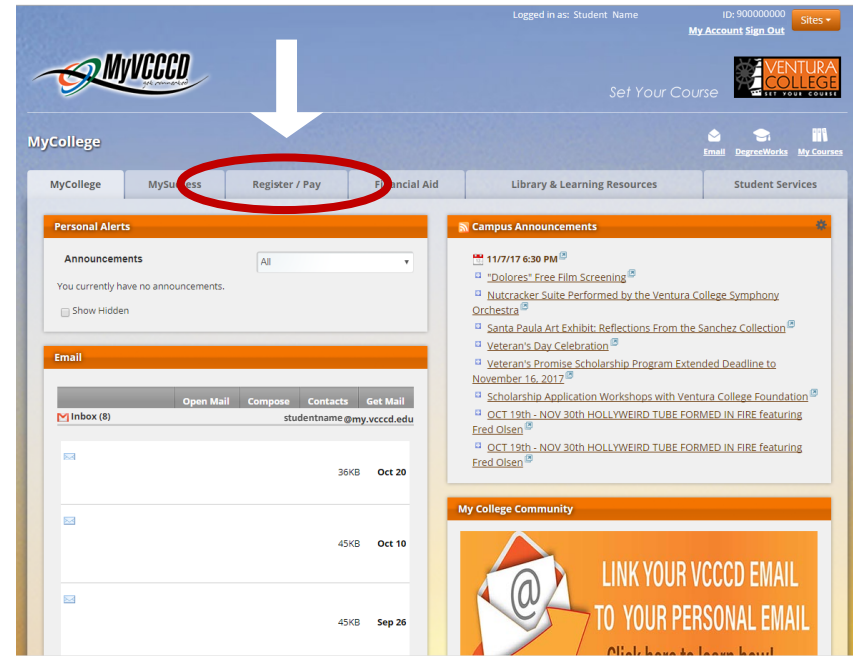 Logged in as: Student Name
ID: 900000000
Sites
My Account Sign Out
MyVCCCD
get connected
Set Your Course
VENTURA
COLLEGE
SET YOUR COURSE
MyCollege
Email DegreeWorks My Courses
MyCollege MySuccess Register / Pay Financial Aid Library & Learning Resources Student Services
Personal Alerts
Announcements All
You currently have no announcements.
Show Hidden
Email
Open Mail Compose Contacts Get Mail
Inbox (8) studentname@my.vcccd.edu
36KB Oct 20
45KB Oct 10
45KB Sep 26
Campus Announcements
11/7/17 6:30 PM
"Dolores" Free Film Screening
Nutcracker Suite Performed by the Ventura College Symphony
Orchestra
Santa Paula Art Exhibit: Reflections From the Sanchez Collection
Veteran's Day Celebration
Veteran's Promise Scholarship Program Extended Deadline to
November 16, 2017
Scholarship Application Workshops with Ventura College Foundation
OCT 19th - NOV 30th HOLLYWEIRD TUBE FORMED IN FIRE featuring
Fred Olsen
OCT 19th - NOV 30th HOLLYWEIRD TUBE FORMED IN FIRE featuring
Fred Olsen
My College Community
@
LINK YOUR VCCCD EMAIL
TO YOUR PERSONAL EMAIL
Click here to learn how!